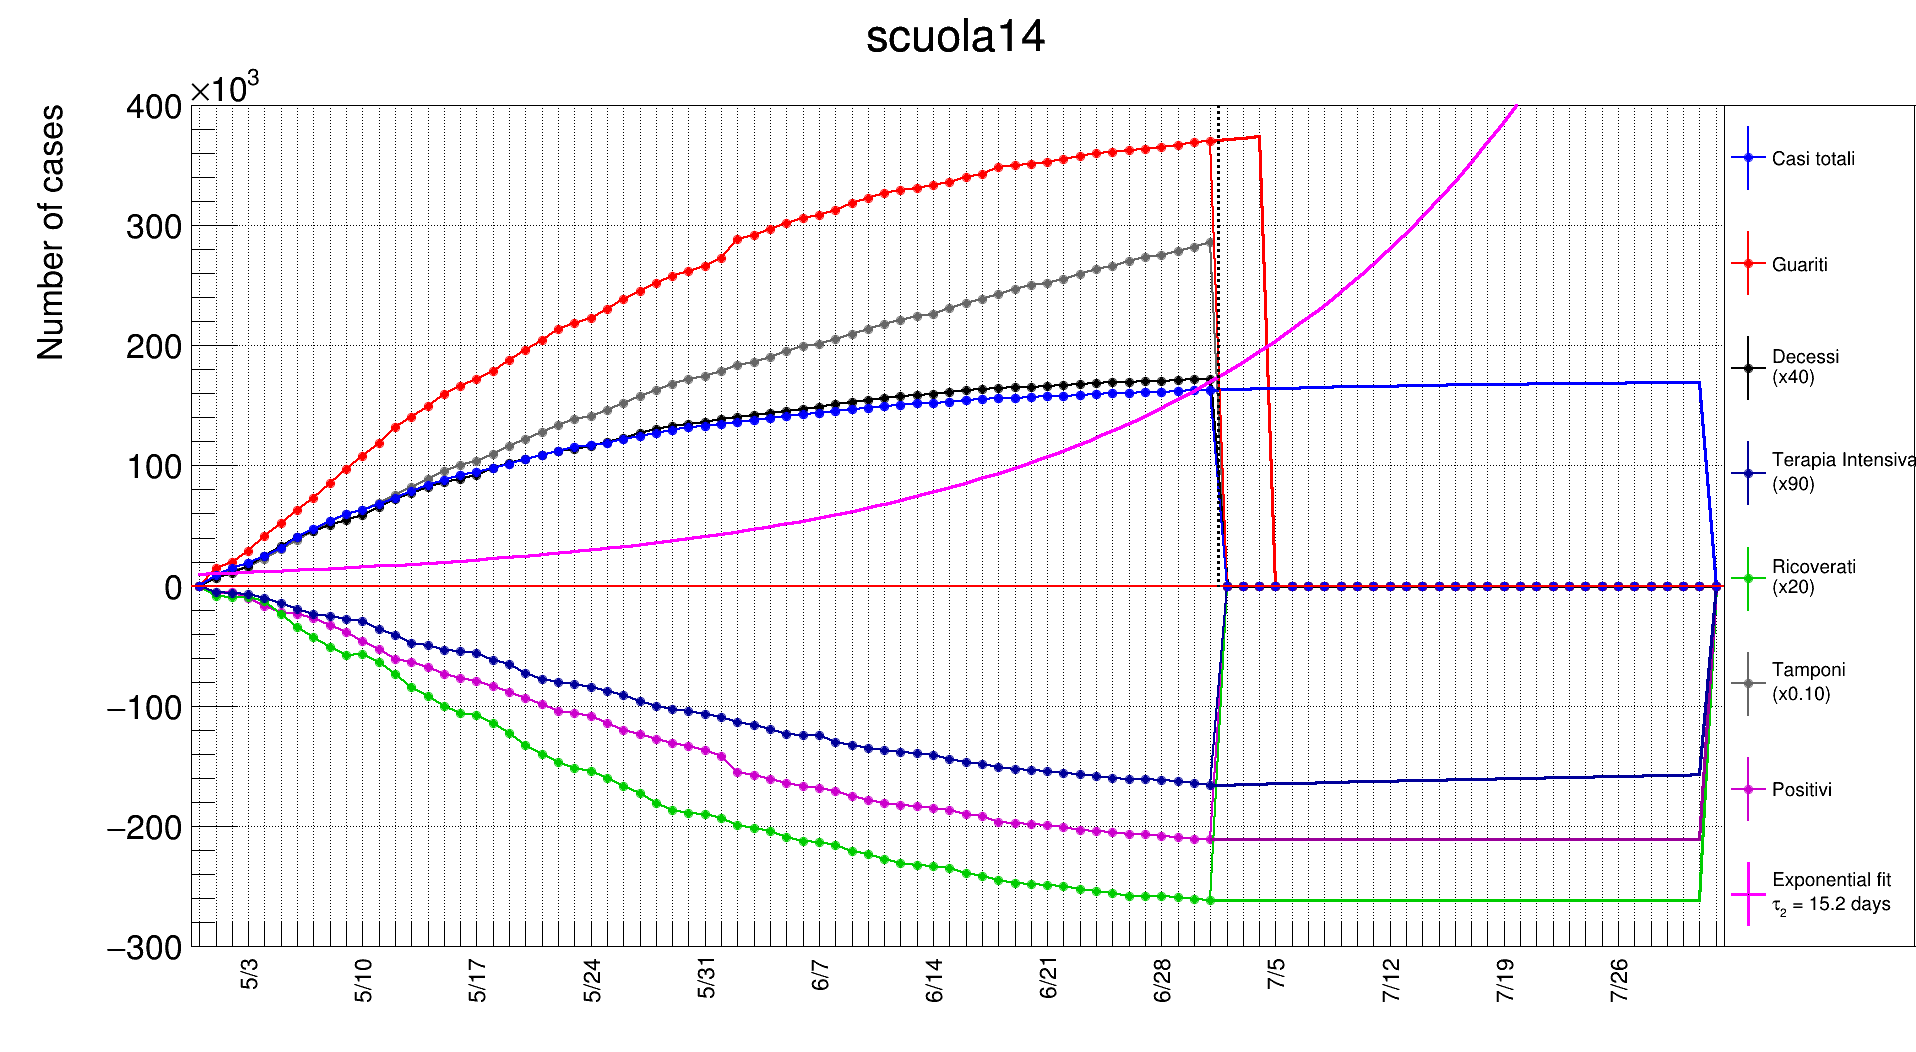 scuola14
×10³
Number of cases
400
300
200
100
0
−100
−200
−300
5/3
5/10
5/17
5/24
5/31
6/7
6/14
6/21
6/28
7/5
7/12
7/19
7/26
Casi totali
Guariti
Decessi
(x40)
Terapia Intensiva
(x90)
Ricoverati
(x20)
Tamponi
(x0.10)
Positivi
Exponential fit
τ₂ = 15.2 days